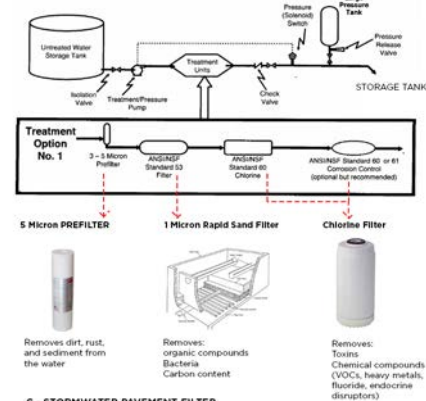 Pressure
(Solenoid)
Switch
Pressure
Tank
Untreated Water
Storage Tank
Treatment
Units
Pressure
Release
Valve
STORAGE TANK
Isolation
Valve
Treatment/Pressure
Pump
Check
Valve
Treatment
Option
No. 1
3 – 5 Micron
Prefilter
ANSI/NSF
Standard 53
Filter
ANSI/NSF
Standard 60
Chlorine
ANSI/NSF Standard 60 or 61
Corrosion Control
(optional but recommended)
5 Micron PREFILTER
1 Micron Rapid Sand Filter
Chlorine Filter
Removes dirt, rust,
and sediment from
the water
Removes:
organic compounds
Bacteria
Carbon content
Removes:
Toxins
Chemical compounds
(VOCs, heavy metals,
fluoride, endocrine
disruptors)
STORMWATER PAVEMENT FILTER